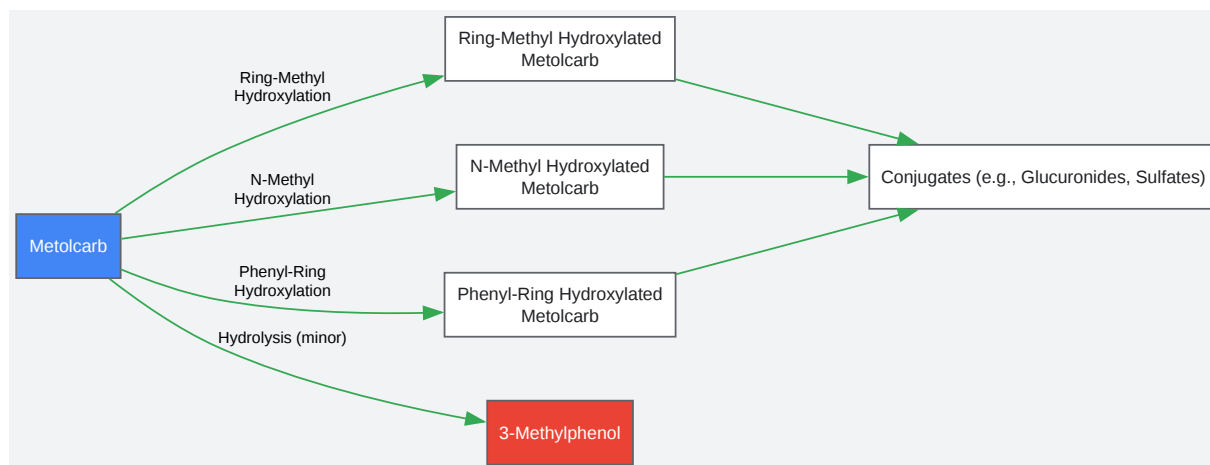 Ring-Methyl Hydroxylated
Metolcarb
Ring-Methyl
Hydroxylation
N-Methyl Hydroxylated
Metolcarb
Conjugates (e.g., Glucuronides, Sulfates)
N-Methyl
Hydroxylation
Metolcarb
Phenyl-Ring
Hydroxylation
Phenyl-Ring Hydroxylated
Metolcarb
Hydrolysis (minor)
3-Methylphenol